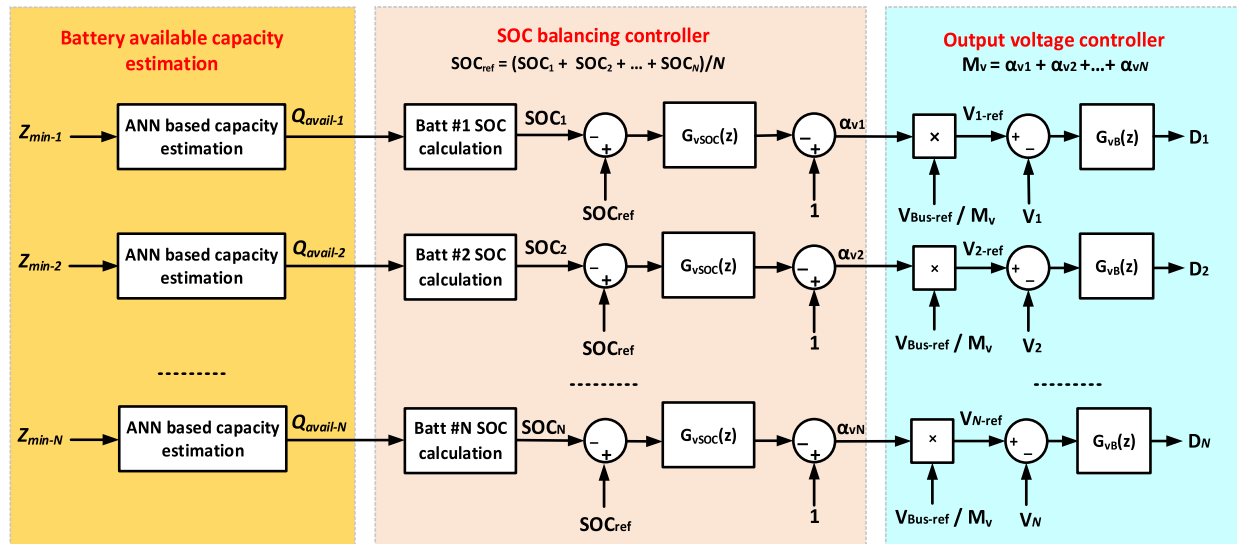 Battery available capacity
estimation
SOC balancing controller
SOCref = (SOC1 + SOC2 + ... + SOCN)/N
Output voltage controller
Mv = αv1 + αv2 +...+ αvN
Zmin-1
ANN based capacity
estimation
Qavail-1
Batt #1 SOC
calculation
SOC1
−
+
SOCref
GvSOC(z)
−
+
1
αv1
×
VBus-ref / Mv
V1-ref
+
−
V1
GvB(z)
D1
Zmin-2
ANN based capacity
estimation
Qavail-2
Batt #2 SOC
calculation
SOC2
−
+
SOCref
GvSOC(z)
−
+
1
αv2
×
VBus-ref / Mv
V2-ref
+
−
V2
GvB(z)
D2
.........
.........
.........
Zmin-N
ANN based capacity
estimation
Qavail-N
Batt #N SOC
calculation
SOCN
−
+
SOCref
GvSOC(z)
−
+
1
αvN
×
VBus-ref / Mv
VN-ref
+
−
VN
GvB(z)
DN